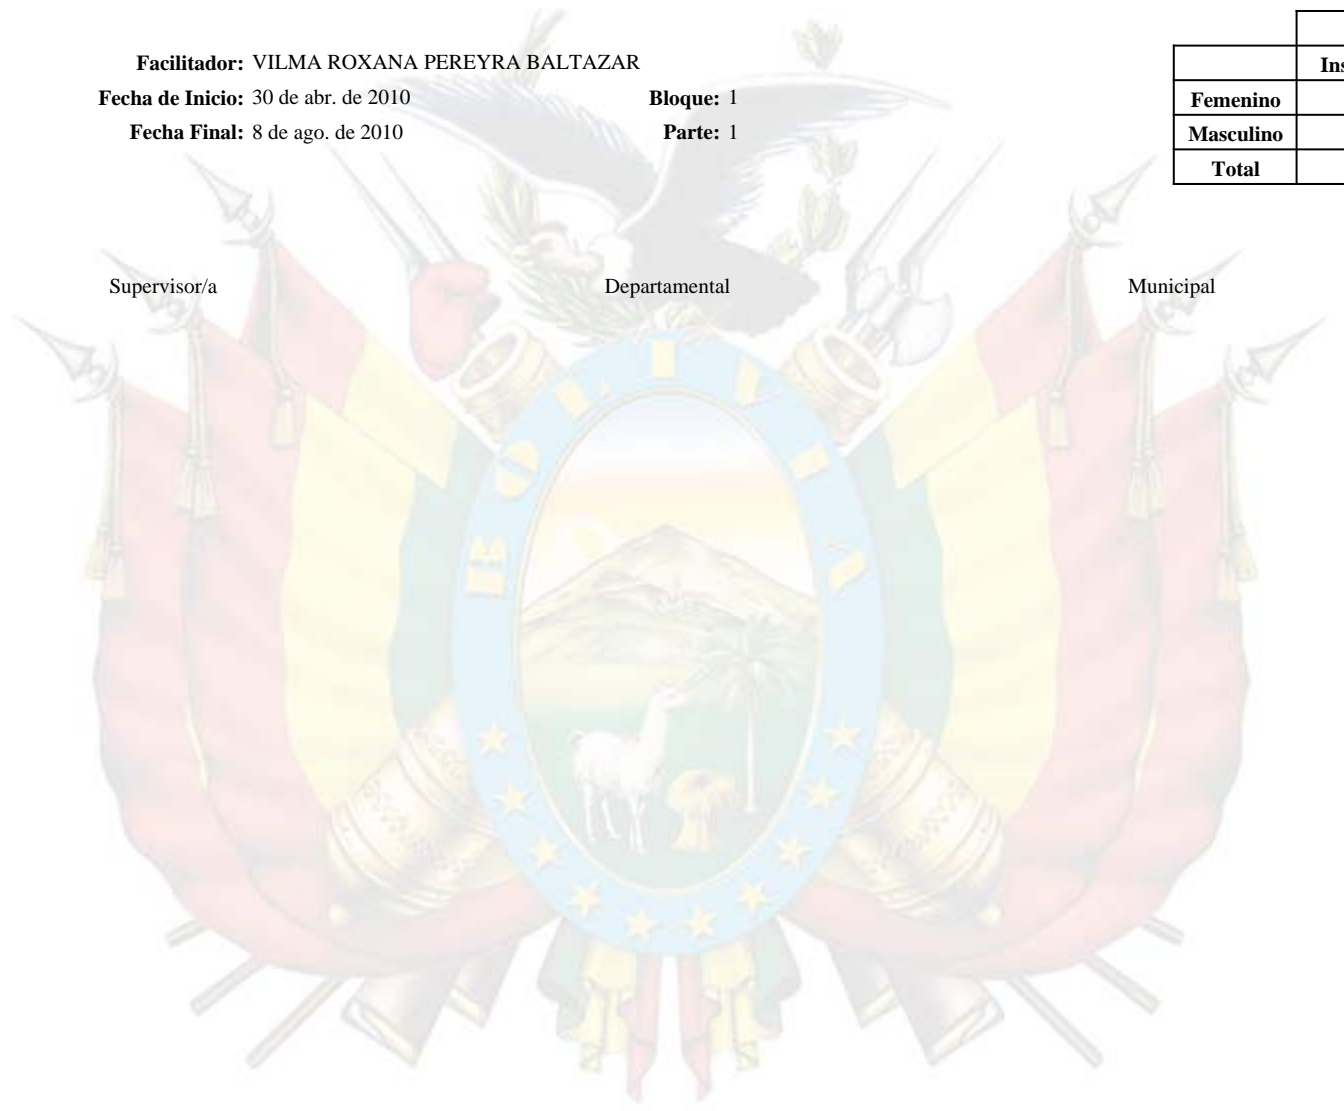 Facilitador: VILMA ROXANA PEREYRA BALTAZAR
Fecha de Inicio: 30 de abr. de 2010 Bloque: 1
Fecha Final: 8 de ago. de 2010 Parte: 1
Femenino
Masculino
Total
Supervisor/a Departamental Municipal
BOLIVIA